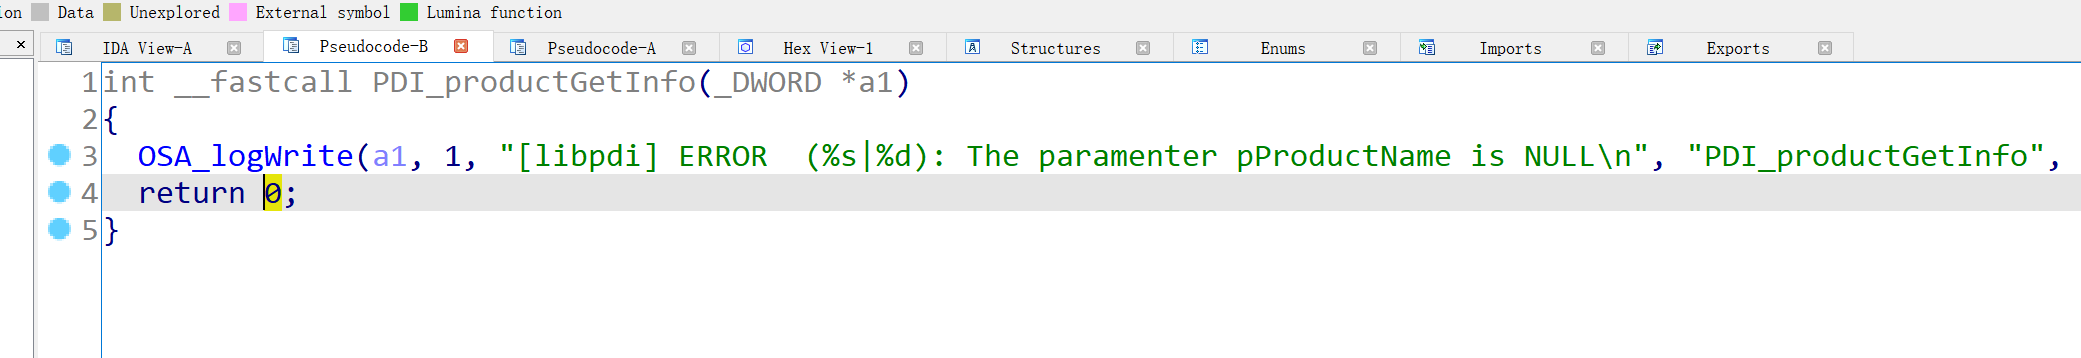 ion Data Unexplored External symbol Lumina function
IDA View-A Pseudocode-B Pseudocode-A Hex View-1 Structures Enums Imports Exports
1 int __fastcall PDI_productGetInfo(_DWORD *a1)
2 {
3 OSA_logWrite(a1, 1, "[libpdi] ERROR  (%s|%d): The paramenter pProductName is NULL\n", "PDI_productGetInfo",
4 return 0;
5 }